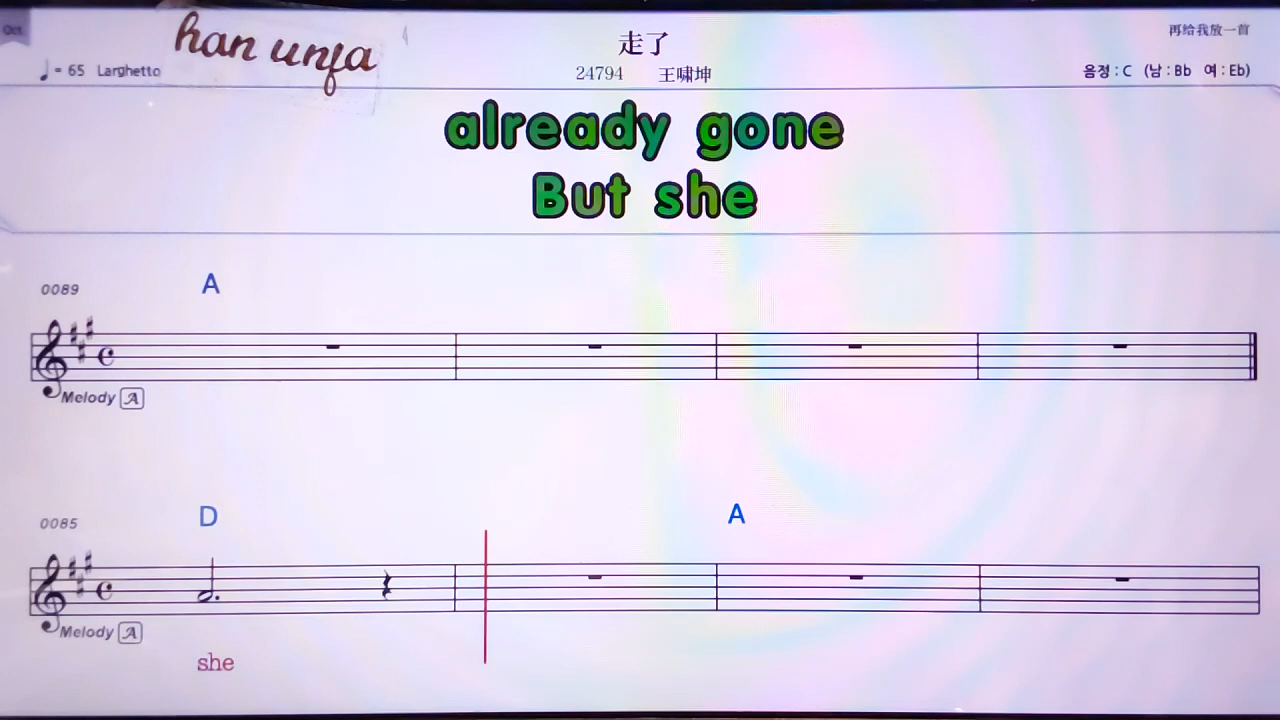 Oct.
han unfa
走了
再给我放一首
♩= 65 Larghetto
24794 王啸坤
음정 : C (남 : Bb 여 : Eb)
already gone
But she
0089
A
Melody A
0085
D
A
Melody A
she